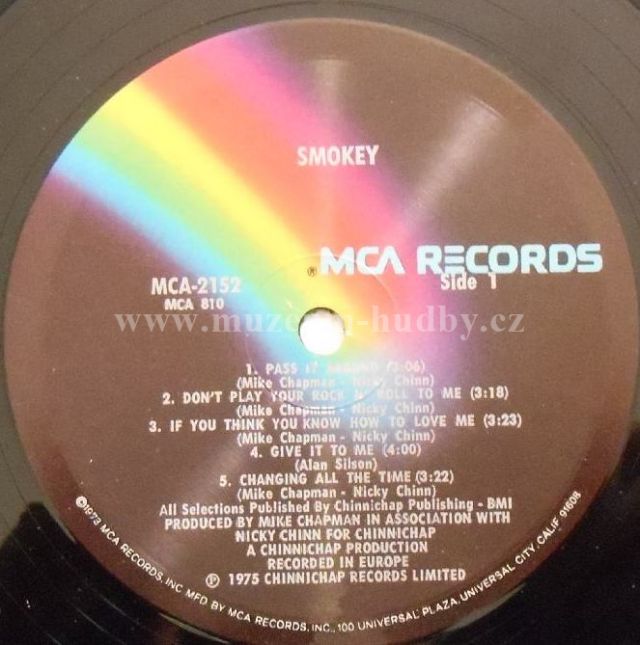 SMOKEY
® MCA RECORDS
MCA-2152
Side 1
MCA 810
www.muzeum-hudby.cz
1. PASS IT AROUND (3:06)
(Mike Chapman - Nicky Chinn)
2. DON'T PLAY YOUR ROCK N' ROLL TO ME (3:18)
(Mike Chapman - Nicky Chinn)
3. IF YOU THINK YOU KNOW HOW TO LOVE ME (3:23)
(Mike Chapman - Nicky Chinn)
4. GIVE IT TO ME (4:00)
(Alan Silson)
5. CHANGING ALL THE TIME (3:22)
(Mike Chapman - Nicky Chinn)
All Selections Published By Chinnichap Publishing - BMI
PRODUCED BY MIKE CHAPMAN IN ASSOCIATION WITH
NICKY CHINN FOR CHINNICHAP
A CHINNICHAP PRODUCTION
RECORDED IN EUROPE
℗ 1975 CHINNICHAP RECORDS LIMITED
©1975 MCA RECORDS, INC. MFD BY MCA RECORDS, INC., 100 UNIVERSAL PLAZA, UNIVERSAL CITY, CALIF. 91608